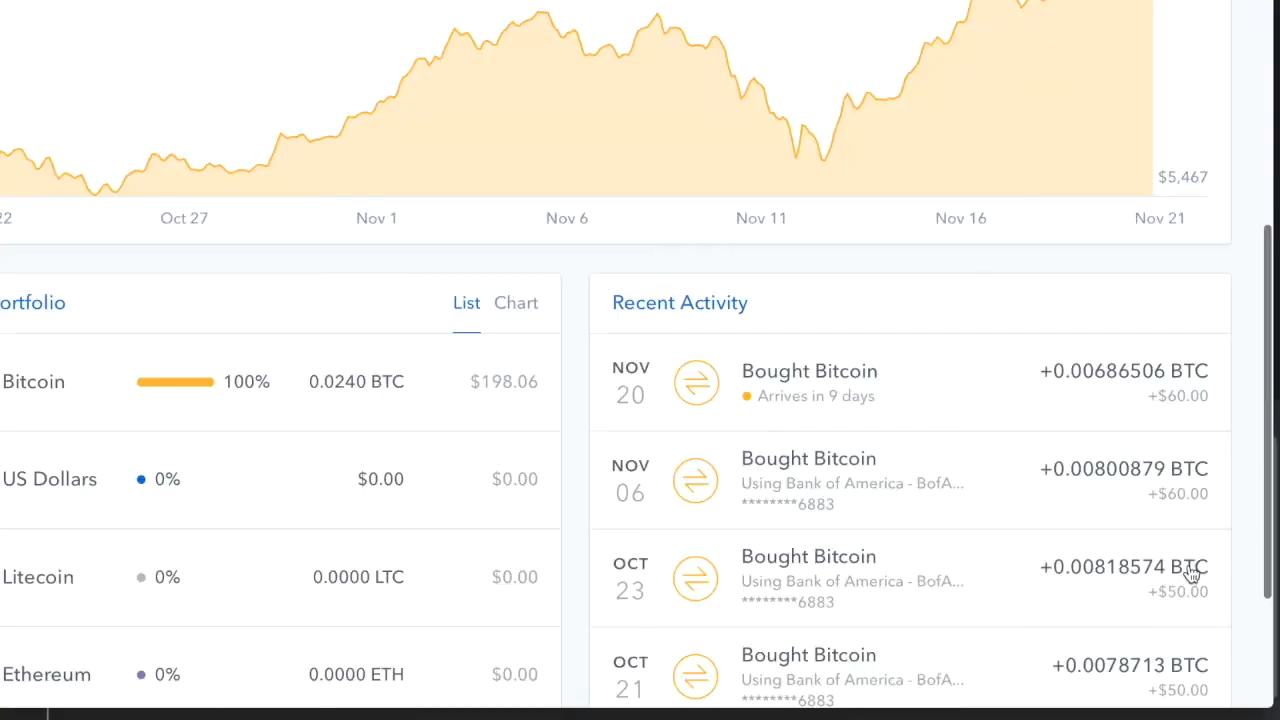 $5,467
22
Oct 27
Nov 1
Nov 6
Nov 11
Nov 16
Nov 21
ortfolio
List
Chart
Bitcoin
100%
0.0240 BTC
$198.06
US Dollars
0%
$0.00
$0.00
Litecoin
0%
0.0000 LTC
$0.00
Ethereum
0%
0.0000 ETH
$0.00
Recent Activity
NOV
20
Bought Bitcoin
Arrives in 9 days
+0.00686506 BTC
+$60.00
NOV
06
Bought Bitcoin
Using Bank of America - BofA...
********6883
+0.00800879 BTC
+$60.00
OCT
23
Bought Bitcoin
Using Bank of America - BofA...
********6883
+0.00818574 BTC
+$50.00
OCT
21
Bought Bitcoin
Using Bank of America - BofA...
********6883
+0.0078713 BTC
+$50.00